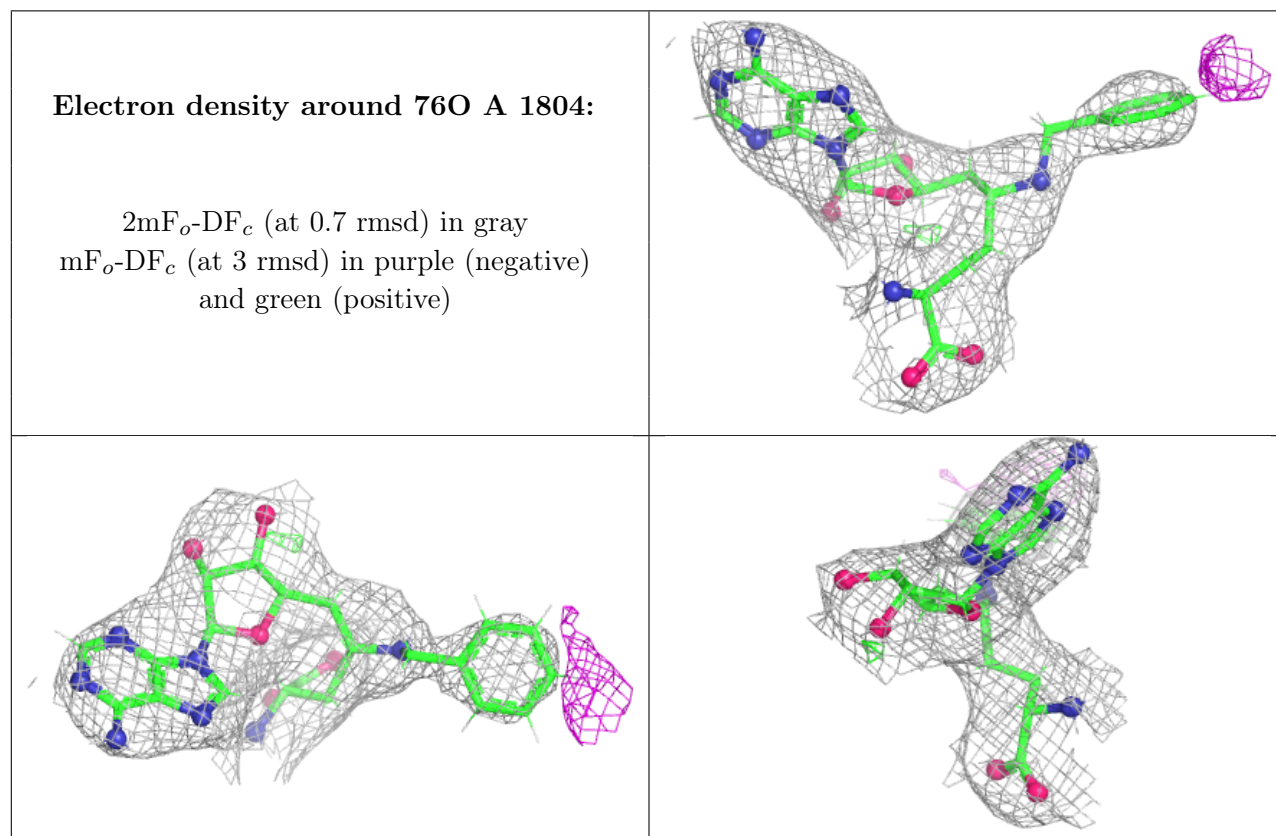 Electron density around 76O A 1804:
2mFo-DFc (at 0.7 rmsd) in gray
mFo-DFc (at 3 rmsd) in purple (negative)
and green (positive)